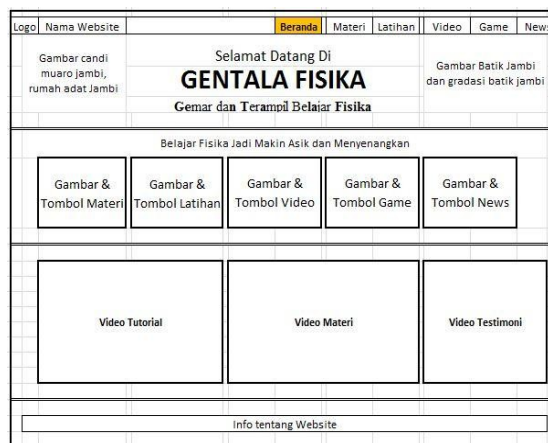 Logo Nama Website Beranda Materi Latihan Video Game News
Gambar candi
muaro jambi,
rumah adat Jambi
Selamat Datang Di
GENTALA FISIKA
Gemar dan Terampil Belajar Fisika
Gambar Batik Jambi
dan gradasi batik jambi
Belajar Fisika Jadi Makin Asik dan Menyenangkan
Gambar &
Tombol Materi
Gambar &
Tombol Latihan
Gambar &
Tombol Video
Gambar &
Tombol Game
Gambar &
Tombol News
Video Tutorial
Video Materi
Video Testimoni
Info tentang Website